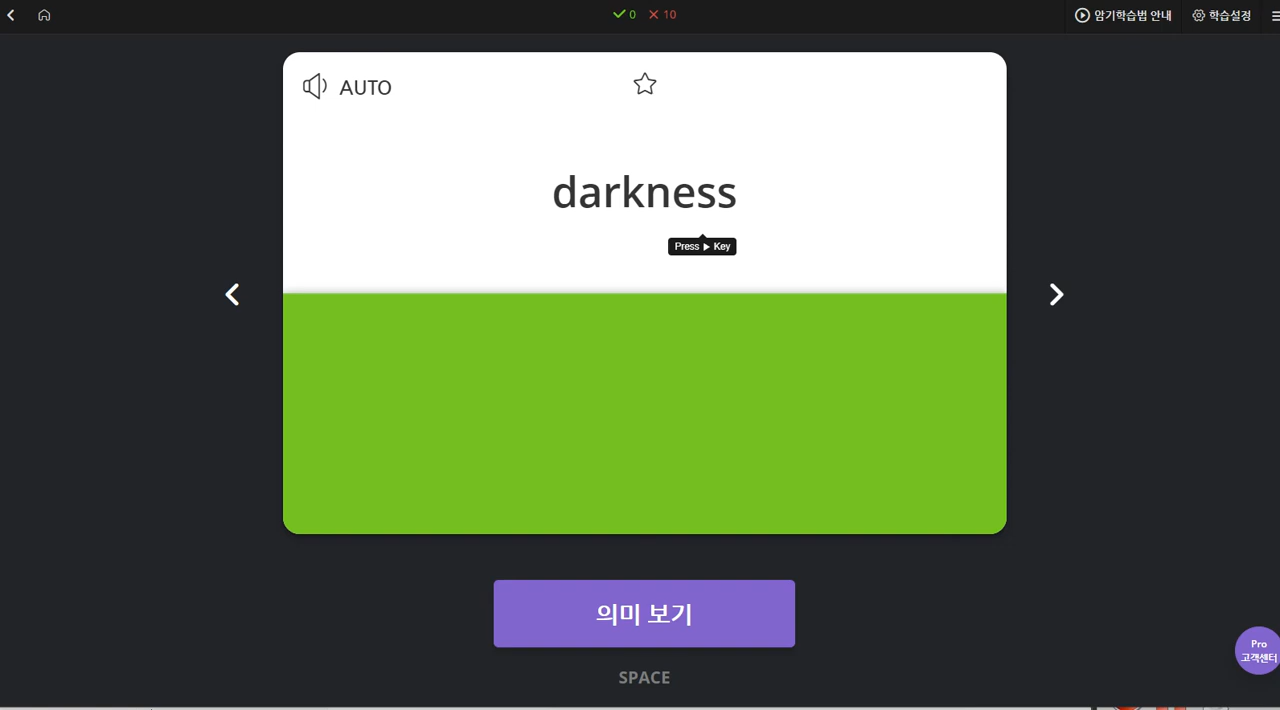 0 10 암기학습법 안내 학습설정
AUTO
darkness
Press ▶ Key
의미 보기
SPACE
Pro
고객센터